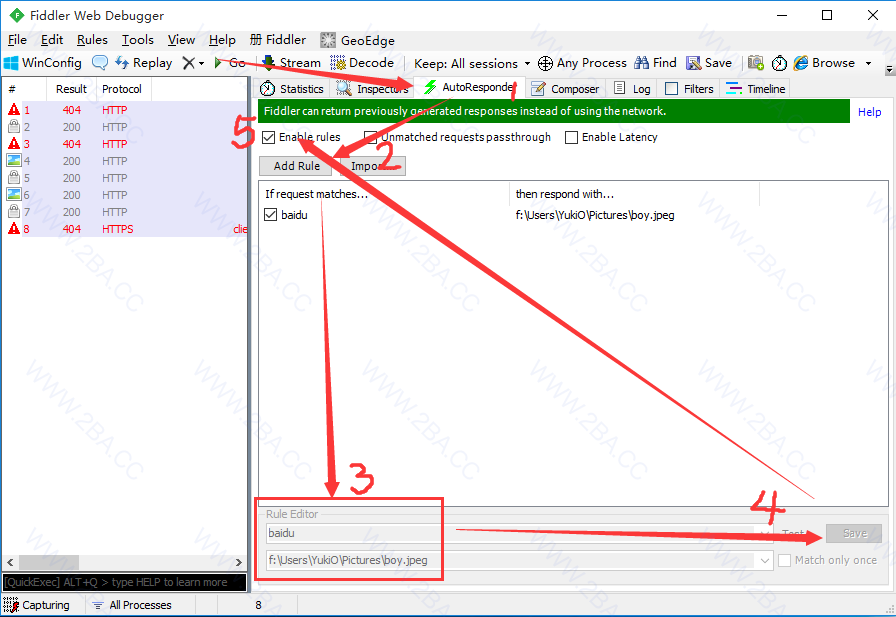 Fiddler Web Debugger
File Edit Rules Tools View Help 册 Fiddler GeoEdge
WinConfig Replay Go Stream Decode Keep: All sessions Any Process Find Save Browse
# Result Protocol
Statistics Inspectors AutoResponder Composer Log Filters Timeline
1
Fiddler can return previously generated responses instead of using the network. Help
5
Enable rules Unmatched requests passthrough Enable Latency
2
Add Rule Import
If request matches... then respond with...
baidu f:\Users\YukiO\Pictures\boy.jpeg
1 404 HTTP
2 200 HTTP
3 404 HTTP
4 200 HTTP
5 200 HTTP
6 200 HTTP
7 200 HTTP
8 404 HTTPS clie
3
4
Rule Editor
baidu Test... Save
f:\Users\YukiO\Pictures\boy.jpeg Match only once
[QuickExec] ALT+Q > type HELP to learn more
Capturing All Processes 8
WWW.2BA.CC